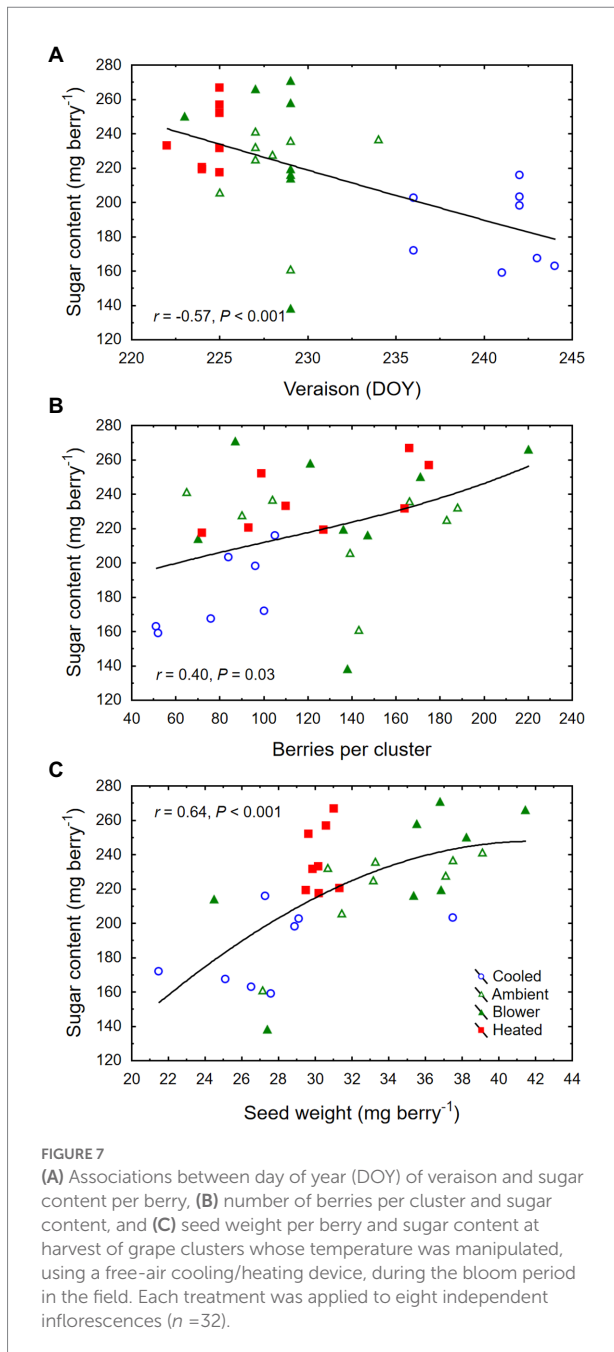 A
Sugar content (mg berry⁻¹)
280
260
240
220
200
180
160
140
120
r = -0.57, P < 0.001
220 225 230 235 240 245
Veraison (DOY)
B
Sugar content (mg berry⁻¹)
280
260
240
220
200
180
160
140
120
100
r = 0.40, P = 0.03
40 60 80 100 120 140 160 180 200 220 240
Berries per cluster
C
Sugar content (mg berry⁻¹)
280
260
240
220
200
180
160
140
120
100
80
60
r = 0.64, P < 0.001
Cooled
Ambient
Blower
Heated
20 22 24 26 28 30 32 34 36 38 40 42 44
Seed weight (mg berry⁻¹)
FIGURE 7
(A) Associations between day of year (DOY) of veraison and sugar
content per berry, (B) number of berries per cluster and sugar
content, and (C) seed weight per berry and sugar content at
harvest of grape clusters whose temperature was manipulated,
using a free-air cooling/heating device, during the bloom period
in the field. Each treatment was applied to eight independent
inflorescences (n =32).